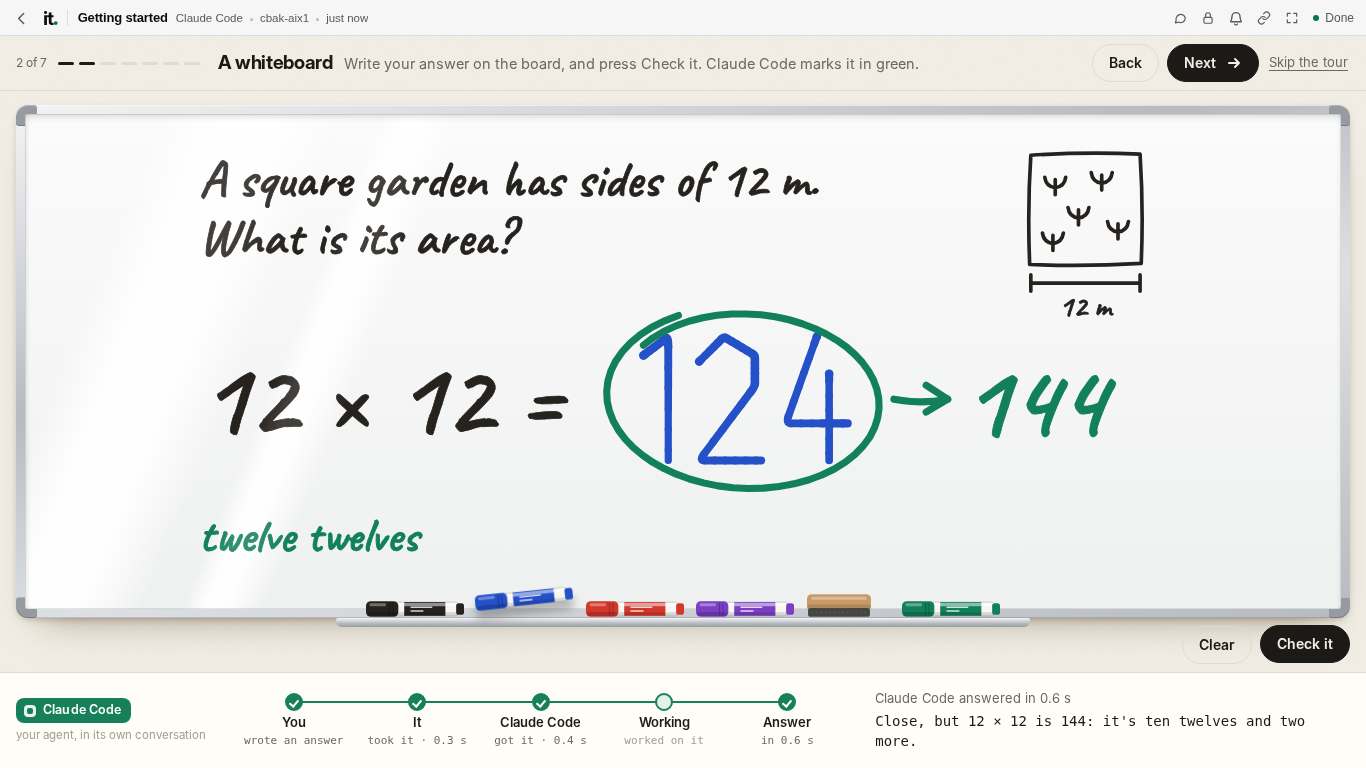 it. Getting started Claude Code • cbak-aix1 • just now
Done
2 of 7
A whiteboard Write your answer on the board, and press Check it. Claude Code marks it in green.
Back
Next →
Skip the tour
A square garden has sides of 12 m.
What is its area?
12 m
12 × 12 = 124 → 144
twelve twelves
Clear
Check it
Claude Code
your agent, in its own conversation
You
wrote an answer
It
took it · 0.3 s
Claude Code
got it · 0.4 s
Working
worked on it
Answer
in 0.6 s
Claude Code answered in 0.6 s
Close, but 12 × 12 is 144: it's ten twelves and two
more.